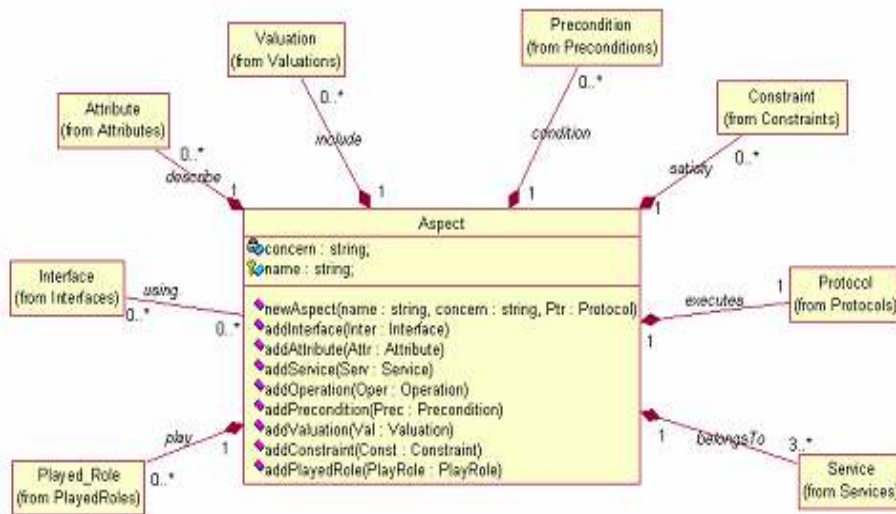 Valuation
(from Valuations)
Precondition
(from Preconditions)
Attribute
(from Attributes)
Constraint
(from Constraints)
0..*
0..*
include
condition
0..*
describe
satisfy
0..*
1
1
1
1
Aspect
concern : string;
name : string;
Interface
(from Interfaces)
using
0..*
0..*
newAspect(name : string, concern : string, Ptr : Protocol)
addInterface(Inter : Interface)
addAttribute(Attr : Attribute)
addService(Serv : Service)
addOperation(Oper : Operation)
addPrecondition(Prec : Precondition)
addValuation(Val : Valuation)
addConstraint(Const : Constraint)
addPlayedRole(PlayRole : PlayRole)
executes
1
1
Protocol
(from Protocols)
play
1
0..*
Played_Role
(from PlayedRoles)
1
belongsTo
3..*
Service
(from Services)